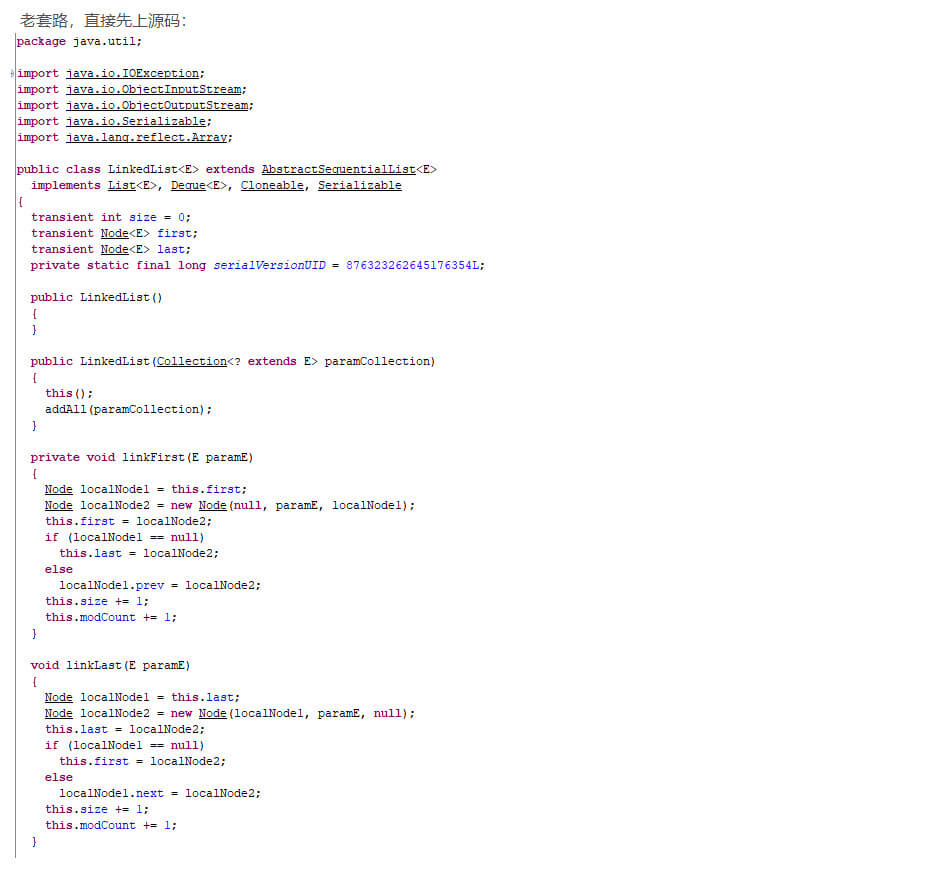 老套路，直接先上源码：
package java.util;
import java.io.IOException;
import java.io.ObjectInputStream;
import java.io.ObjectOutputStream;
import java.io.Serializable;
import java.lang.reflect.Array;
public class LinkedList<E> extends AbstractSequentialList<E>
implements List<E>, Deque<E>, Cloneable, Serializable
{
transient int size = 0;
transient Node<E> first;
transient Node<E> last;
private static final long serialVersionUID = 876323262645176354L;
public LinkedList()
{
}
public LinkedList(Collection<? extends E> paramCollection)
{
this();
addAll(paramCollection);
}
private void linkFirst(E paramE)
{
Node localNode1 = this.first;
Node localNode2 = new Node(null, paramE, localNode1);
this.first = localNode2;
if (localNode1 == null)
this.last = localNode2;
else
localNode1.prev = localNode2;
this.size += 1;
this.modCount += 1;
}
void linkLast(E paramE)
{
Node localNode1 = this.last;
Node localNode2 = new Node(localNode1, paramE, null);
this.last = localNode2;
if (localNode1 == null)
this.first = localNode2;
else
localNode1.next = localNode2;
this.size += 1;
this.modCount += 1;
}